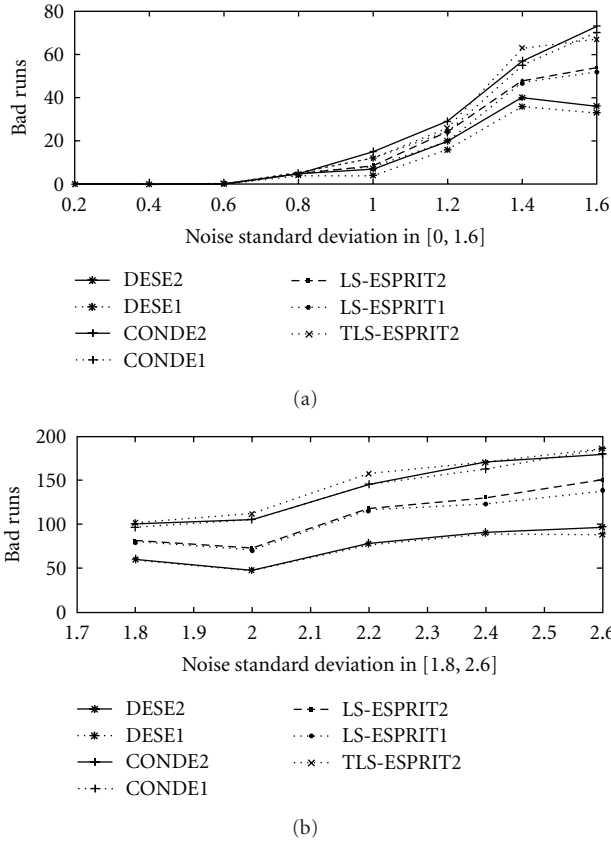 80
60
40
20
0
Bad runs
0.2 0.4 0.6 0.8 1 1.2 1.4 1.6
Noise standard deviation in [0, 1.6]
DESE2
DESE1
CONDE2
CONDE1
LS-ESPRIT2
LS-ESPRIT1
TLS-ESPRIT2
(a)
200
150
100
50
0
Bad runs
1.7 1.8 1.9 2 2.1 2.2 2.3 2.4 2.5 2.6
Noise standard deviation in [1.8, 2.6]
DESE2
DESE1
CONDE2
CONDE1
LS-ESPRIT2
LS-ESPRIT1
TLS-ESPRIT2
(b)